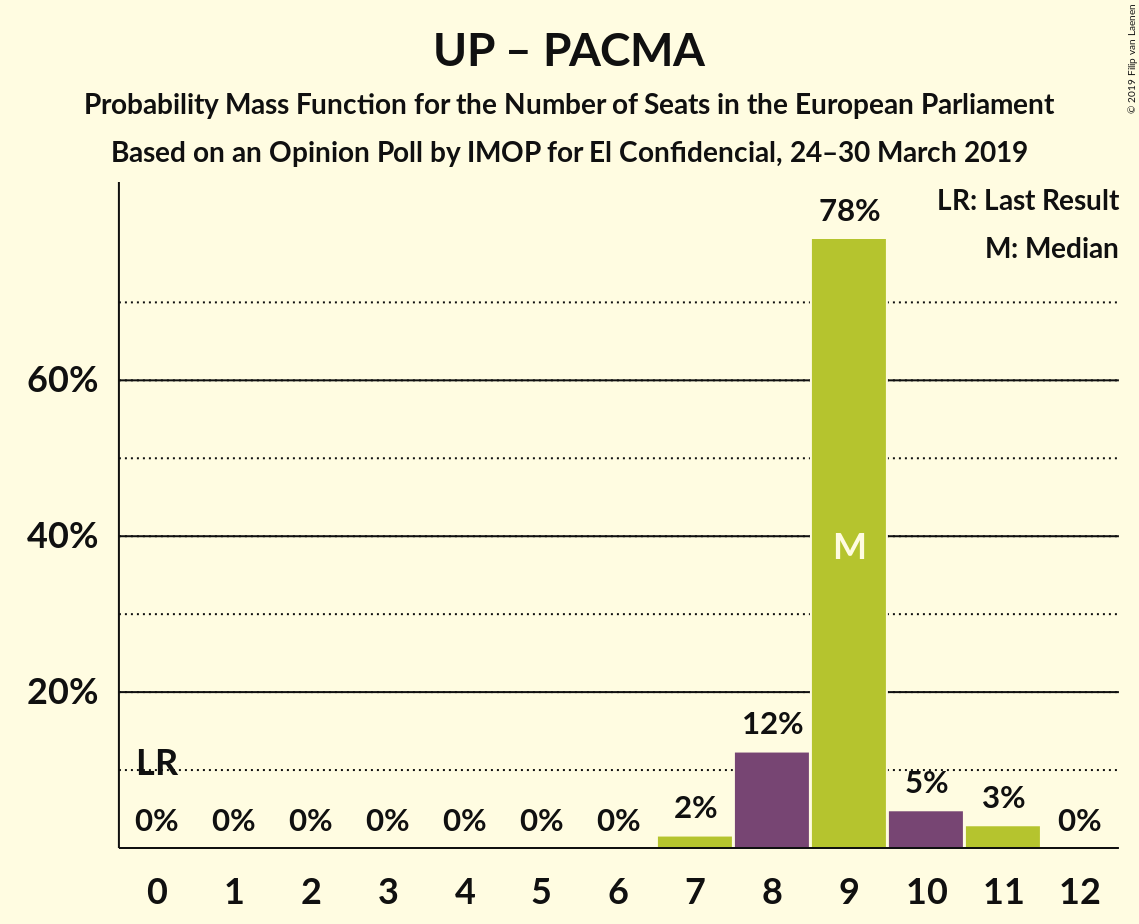 UP – PACMA
Probability Mass Function for the Number of Seats in the European Parliament
Based on an Opinion Poll by IMOP for El Confidencial, 24–30 March 2019
© 2019 Filip van Laenen
LR: Last Result
M: Median
78%
60%
40%
M
20%
12%
LR
5%
3%
2%
0% 0% 0% 0% 0% 0% 0% 0%
0 1 2 3 4 5 6 7 8 9 10 11 12